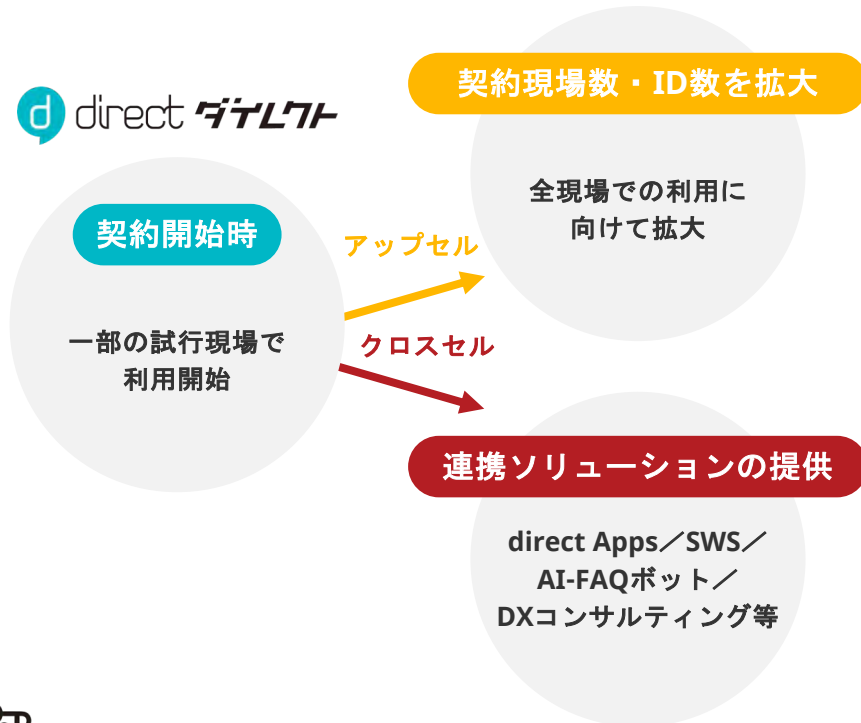 direct ダイレクト
契約開始時
一部の試行現場で
利用開始
アップセル
クロスセル
契約現場数・ID数を拡大
全現場での利用に
向けて拡大
連携ソリューションの提供
direct Apps／SWS／
AI-FAQボット／
DXコンサルティング等